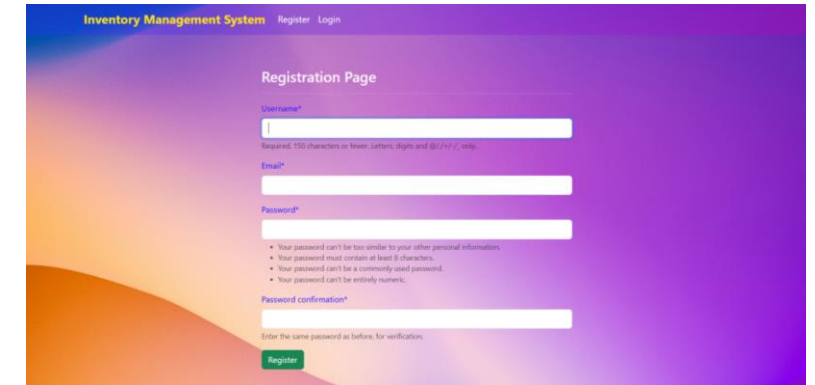 Inventory Management System Register Login
Registration Page
Username*
Required. 150 characters or fewer. Letters, digits and @/./+/-/_ only.
Email*
Password*
• Your password can't be too similar to your other personal information.
• Your password must contain at least 8 characters.
• Your password can't be a commonly used password.
• Your password can't be entirely numeric.
Password confirmation*
Enter the same password as before, for verification.
Register